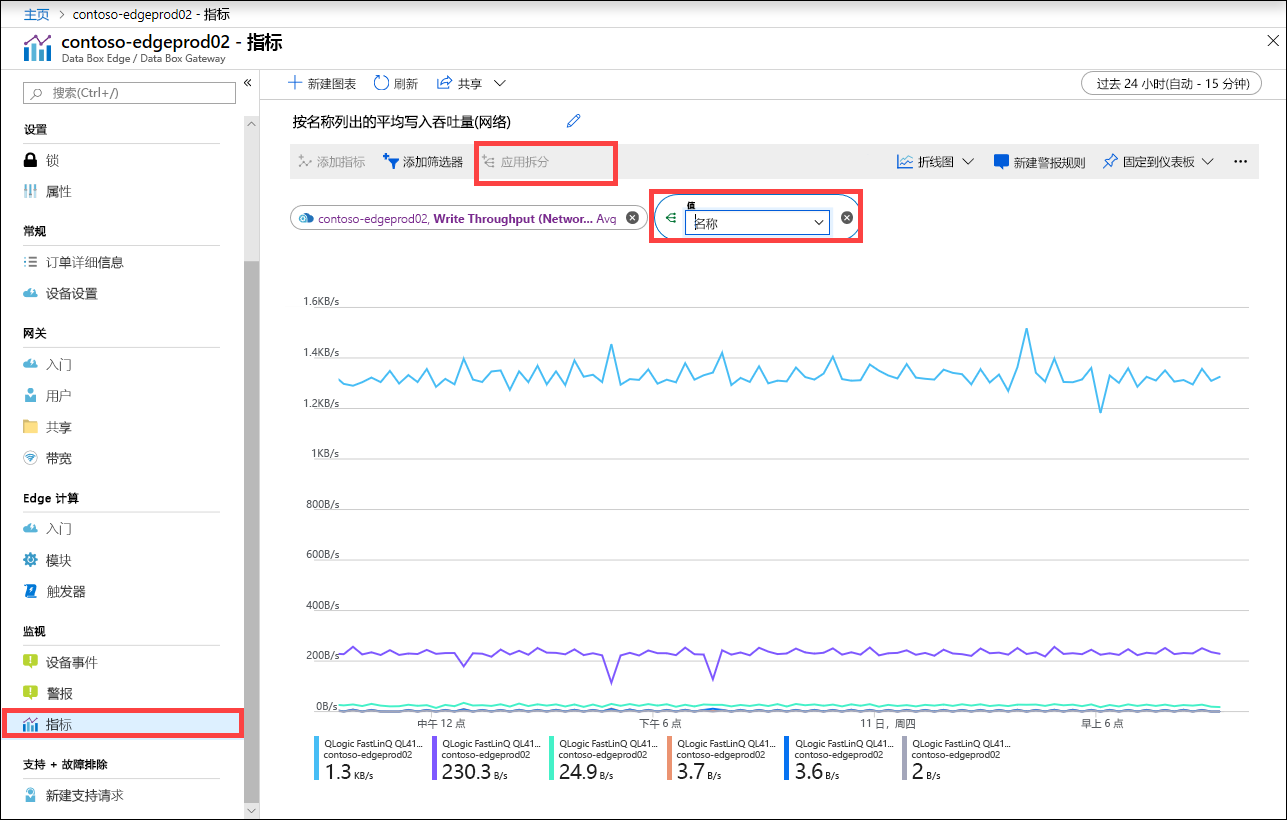 主页 > contoso-edgeprod02 - 指标
contoso-edgeprod02 - 指标
Data Box Edge / Data Box Gateway
搜索(Ctrl+/)
设置
锁
属性
常规
订单详细信息
设备设置
网关
入门
用户
共享
带宽
Edge 计算
入门
模块
触发器
监视
设备事件
警报
指标
支持 + 故障排除
新建支持请求
新建图表 刷新 共享
过去 24 小时(自动 - 15 分钟)
按名称列出的平均写入吞吐量(网络)
添加指标 添加筛选器 应用拆分 折线图 新建警报规则 固定到仪表板 •••
contoso-edgeprod02, Write Throughput (Networ... Avg
值
名称
1.6KB/s
1.4KB/s
1.2KB/s
1KB/s
800B/s
600B/s
400B/s
200B/s
0B/s
中午 12 点 下午 6 点 11 日，周四 早上 6 点
QLogic FastLinQ QL41...
contoso-edgeprod02
1.3 KB/s
QLogic FastLinQ QL41...
contoso-edgeprod02
230.3 B/s
QLogic FastLinQ QL41...
contoso-edgeprod02
24.9 B/s
QLogic FastLinQ QL41...
contoso-edgeprod02
3.7 B/s
QLogic FastLinQ QL41...
contoso-edgeprod02
3.6 B/s
QLogic FastLinQ QL41...
contoso-edgeprod02
2 B/s